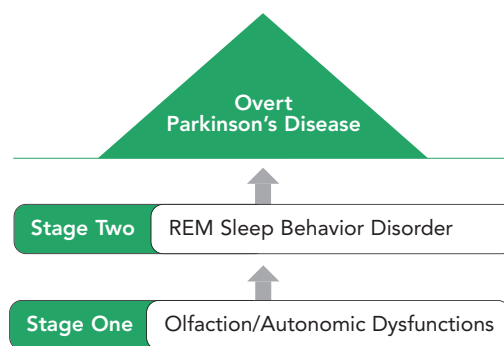 Overt
Parkinson's Disease
Stage Two REM Sleep Behavior Disorder
Stage One Olfaction/Autonomic Dysfunctions